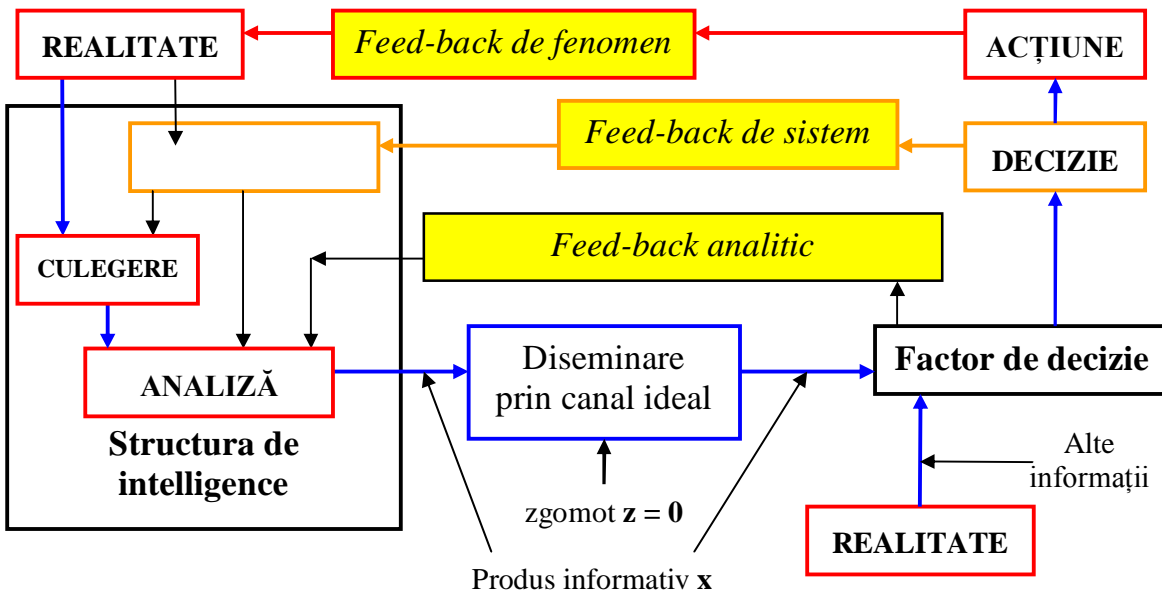 REALITATE
Feed-back de fenomen
ACȚIUNE
Feed-back de sistem
DECIZIE
Feed-back analitic
CULEGERE
ANALIZĂ
Structura de
intelligence
Diseminare
prin canal ideal
Factor de decizie
zgomot z = 0
Alte
informații
REALITATE
Produs informativ x